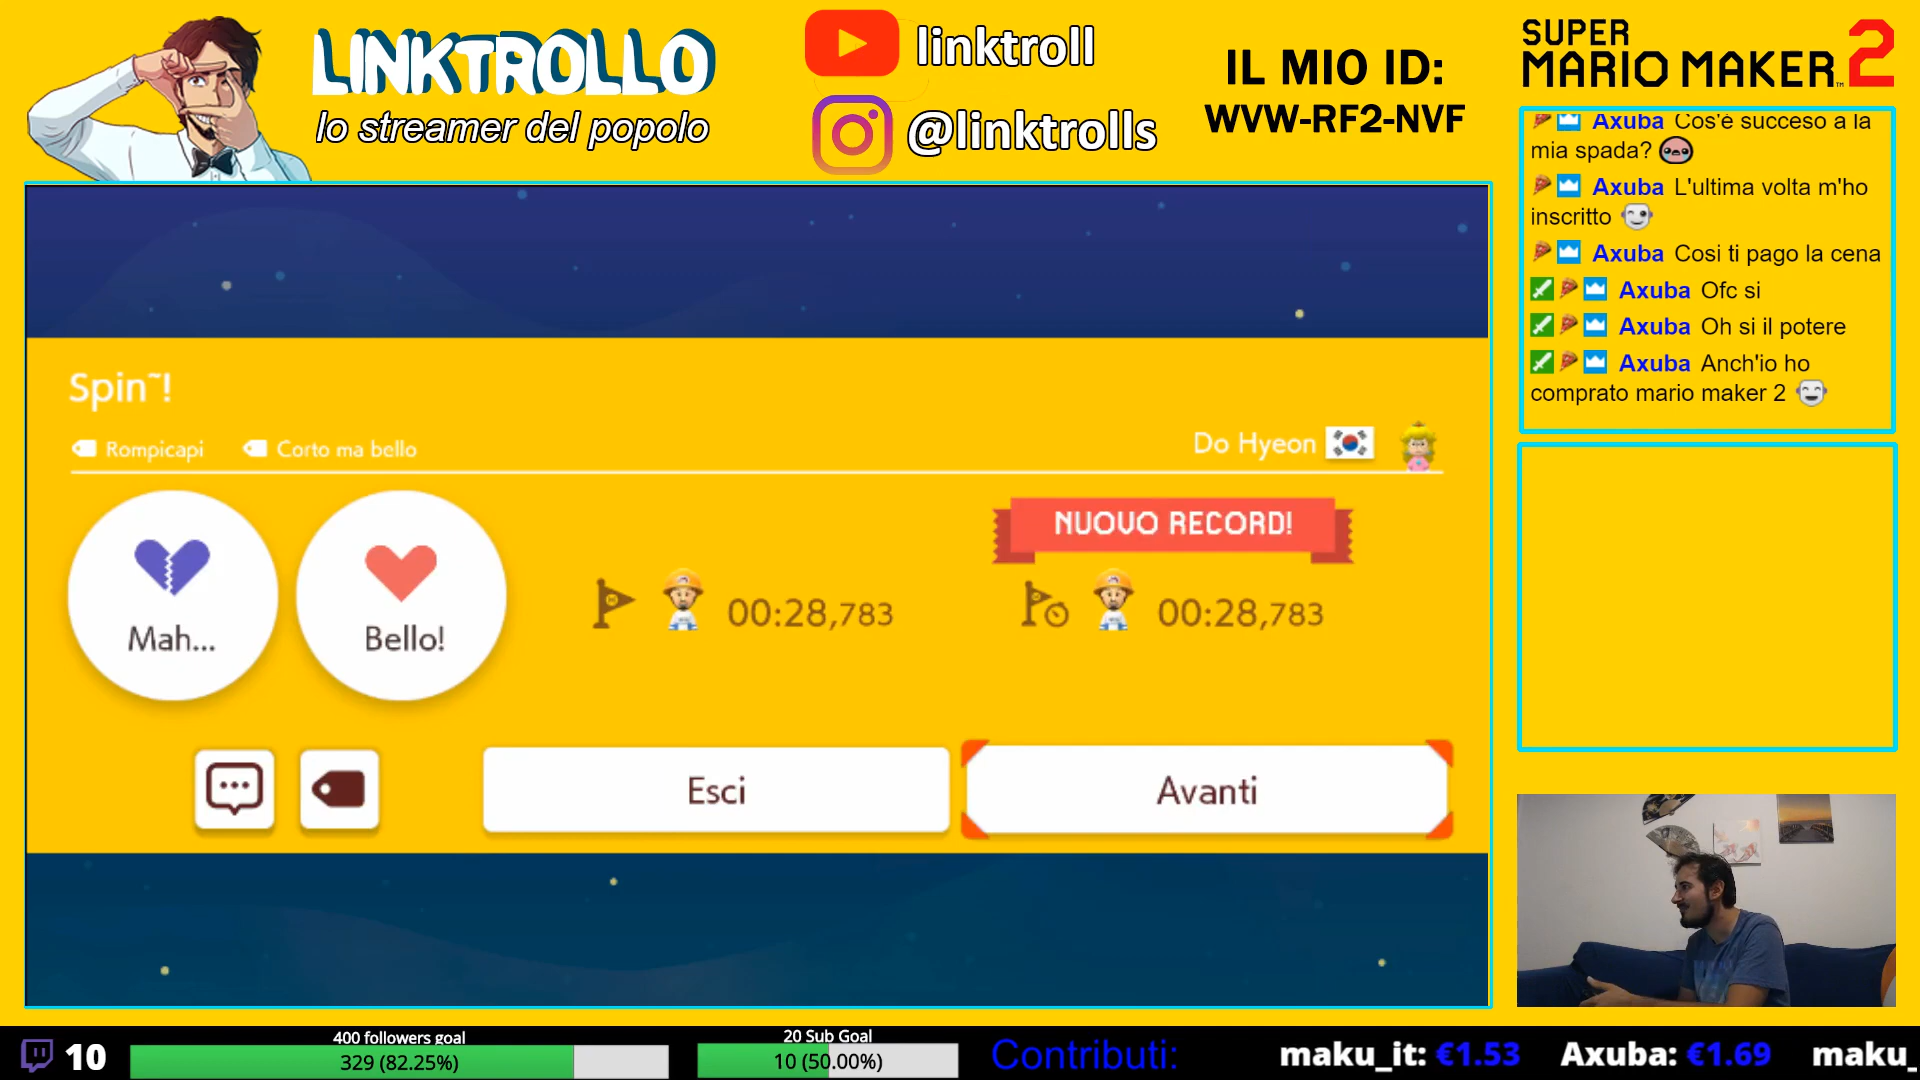 LINKTROLLO
lo streamer del popolo
linktroll
@linktrolls
IL MIO ID:
WVW-RF2-NVF
SUPER
MARIO MAKER 2
Axuba Cos'è succeso a la
mia spada?
Axuba L'ultima volta m'ho
inscritto
Axuba Cosi ti pago la cena
Axuba Ofc si
Axuba Oh si il potere
Axuba Anch'io ho
comprato mario maker 2
Spin~!
Rompicapi Corto ma bello
Do Hyeon
NUOVO RECORD!
Mah...
Bello!
00:28,783
00:28,783
Esci
Avanti
10
400 followers goal
329 (82.25%)
20 Sub Goal
10 (50.00%)
Contributi:
maku_it: €1.53 Axuba: €1.69 maku_